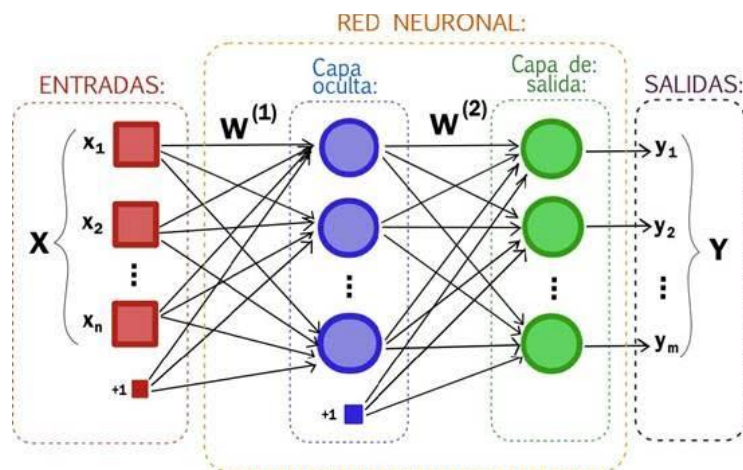 RED NEURONAL:
ENTRADAS:
Capa
oculta:
Capa de:
salida:
SALIDAS:
W(1)
W(2)
x1
x2
xn
X
+1
+1
y1
y2
ym
Y